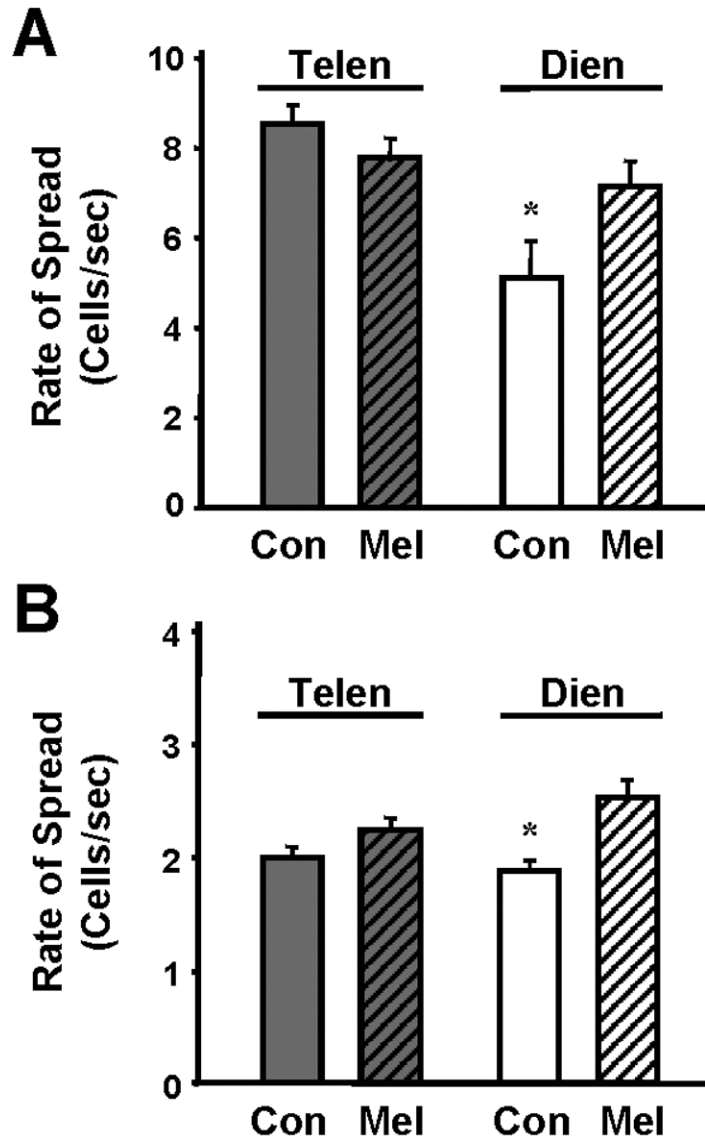 A
Rate of Spread
(Cells/sec)
10
8
6
4
2
0
Telen
Dien
*
Con Mel Con Mel
B
Rate of Spread
(Cells/sec)
4
3
2
1
0
Telen
Dien
*
Con Mel Con Mel